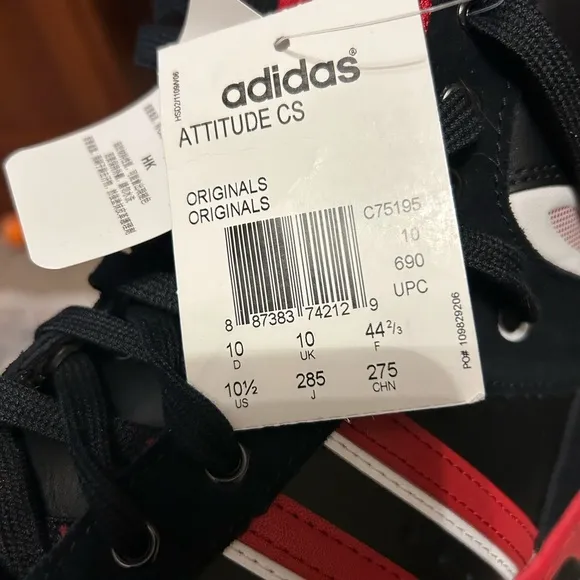 adidas®
ATTITUDE CS
ORIGINALS
ORIGINALS
C75195
10
690
UPC
8 87383 74212 9
10 10 44 2/3
D UK F
10½ 285 275
US J CHN
PO# 109829206
HK